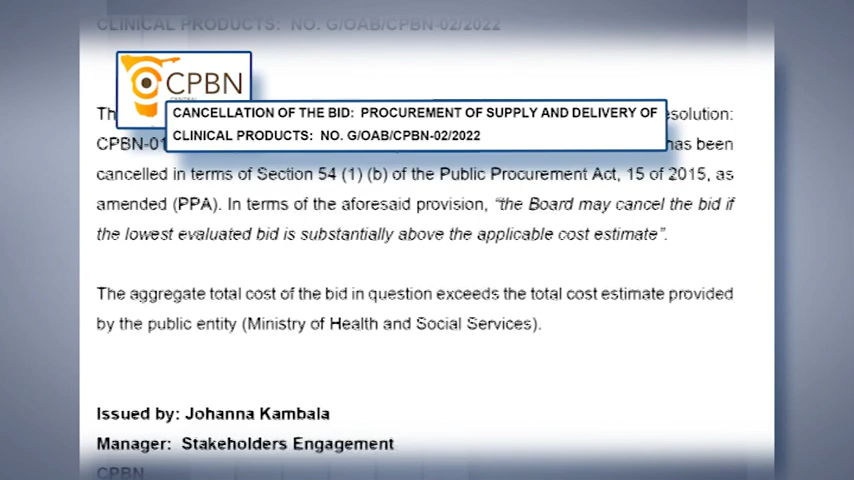 CLINICAL PRODUCTS: NO. G/OAB/CPBN-02/2022
CPBN
CANCELLATION OF THE BID: PROCUREMENT OF SUPPLY AND DELIVERY OF
CLINICAL PRODUCTS: NO. G/OAB/CPBN-02/2022
esolution:
has been
cancelled in terms of Section 54 (1) (b) of the Public Procurement Act, 15 of 2015, as
amended (PPA). In terms of the aforesaid provision, “the Board may cancel the bid if
the lowest evaluated bid is substantially above the applicable cost estimate”.
The aggregate total cost of the bid in question exceeds the total cost estimate provided
by the public entity (Ministry of Health and Social Services).
Issued by: Johanna Kambala
Manager: Stakeholders Engagement
CPBN